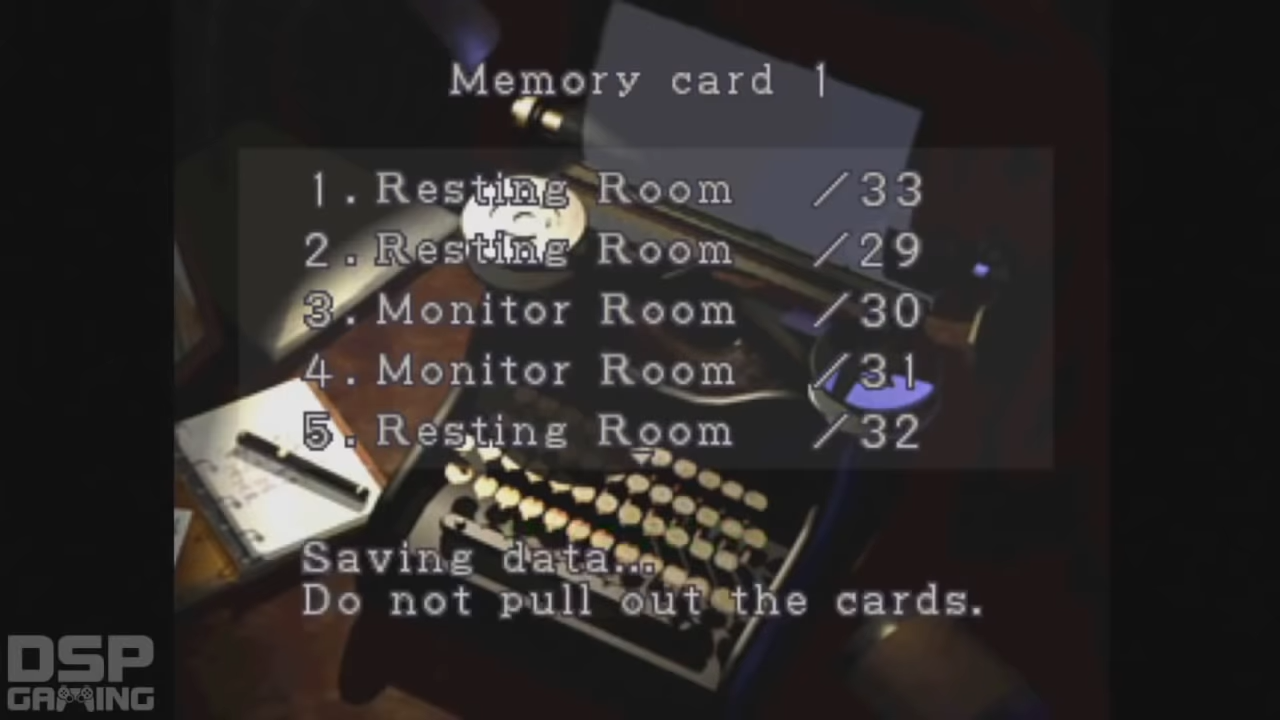 Memory card 1
1. Resting Room /33
2. Resting Room /29
3. Monitor Room /30
4. Monitor Room /31
5. Resting Room /32
Saving data...
Do not pull out the cards.
DSP
GAMING